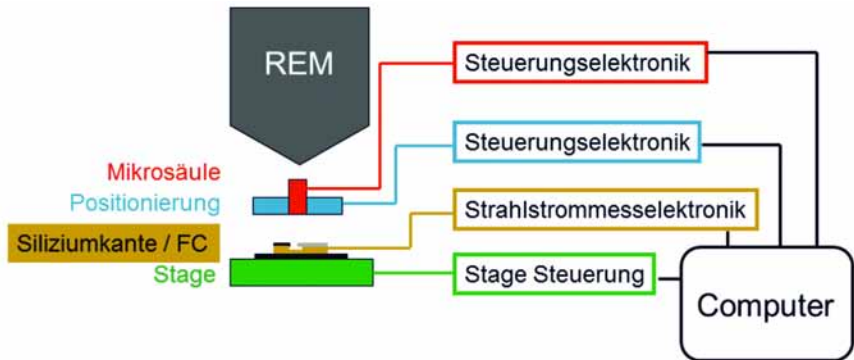 REM
Steuerungselektronik
Mikrosäule
Steuerungselektronik
Positionierung
Strahlstrommesselektronik
Siliziumkante / FC
Stage
Stage Steuerung
Computer